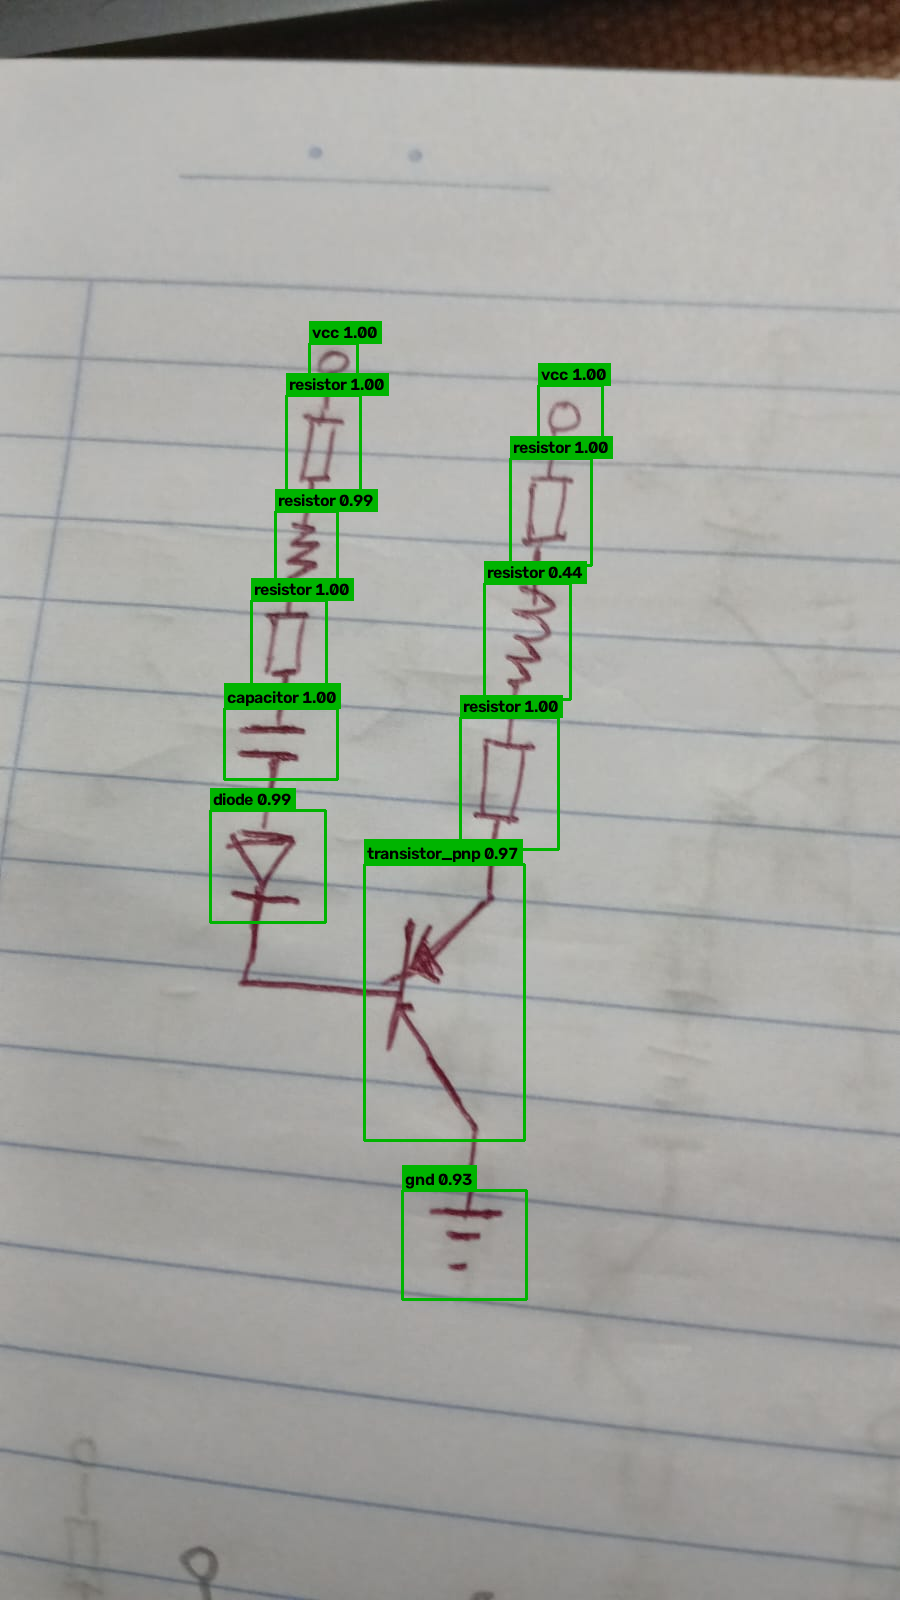 vcc 1.00
resistor 1.00
resistor 0.99
resistor 1.00
capacitor 1.00
diode 0.99
vcc 1.00
resistor 1.00
resistor 0.44
resistor 1.00
transistor_pnp 0.97
gnd 0.93